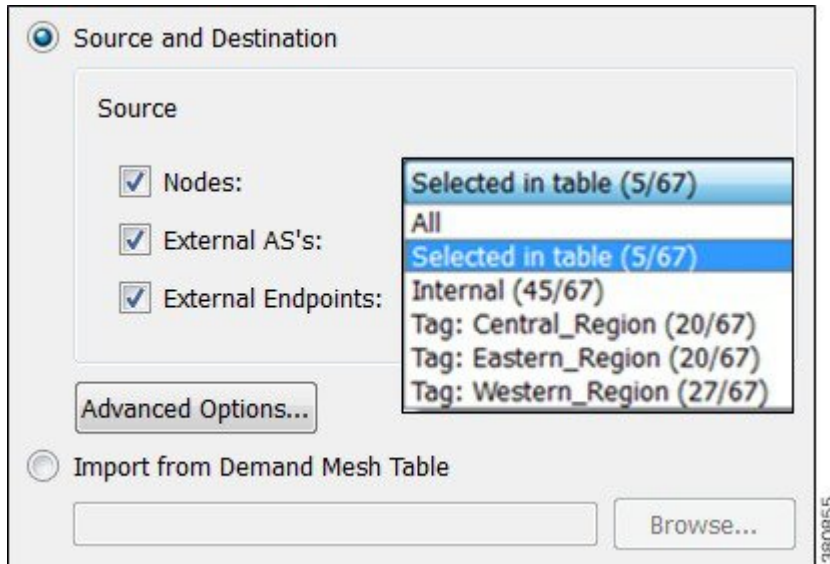 Source and Destination
Source
Nodes:
Selected in table (5/67)
All
External AS's:
Selected in table (5/67)
External Endpoints:
Internal (45/67)
Tag: Central_Region (20/67)
Tag: Eastern_Region (20/67)
Tag: Western_Region (27/67)
Advanced Options...
Import from Demand Mesh Table
Browse...
380855